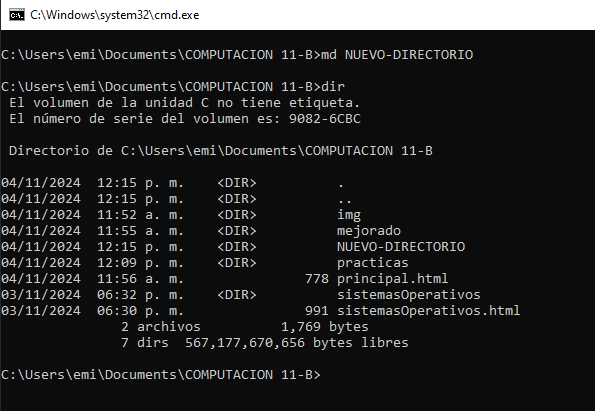 C:\Windows\system32\cmd.exe
C:\Users\emi\Documents\COMPUTACION 11-B>md NUEVO-DIRECTORIO
C:\Users\emi\Documents\COMPUTACION 11-B>dir
El volumen de la unidad C no tiene etiqueta.
El número de serie del volumen es: 9082-6CBC
Directorio de C:\Users\emi\Documents\COMPUTACION 11-B
04/11/2024  12:15 p. m.    <DIR>          .
04/11/2024  12:15 p. m.    <DIR>          ..
04/11/2024  11:52 a. m.    <DIR>          img
04/11/2024  11:55 a. m.    <DIR>          mejorado
04/11/2024  12:15 p. m.    <DIR>          NUEVO-DIRECTORIO
04/11/2024  12:09 p. m.    <DIR>          practicas
04/11/2024  11:56 a. m.               778 principal.html
03/11/2024  06:32 p. m.    <DIR>          sistemasOperativos
03/11/2024  06:30 p. m.               991 sistemasOperativos.html
2 archivos          1,769 bytes
7 dirs  567,177,670,656 bytes libres
C:\Users\emi\Documents\COMPUTACION 11-B>